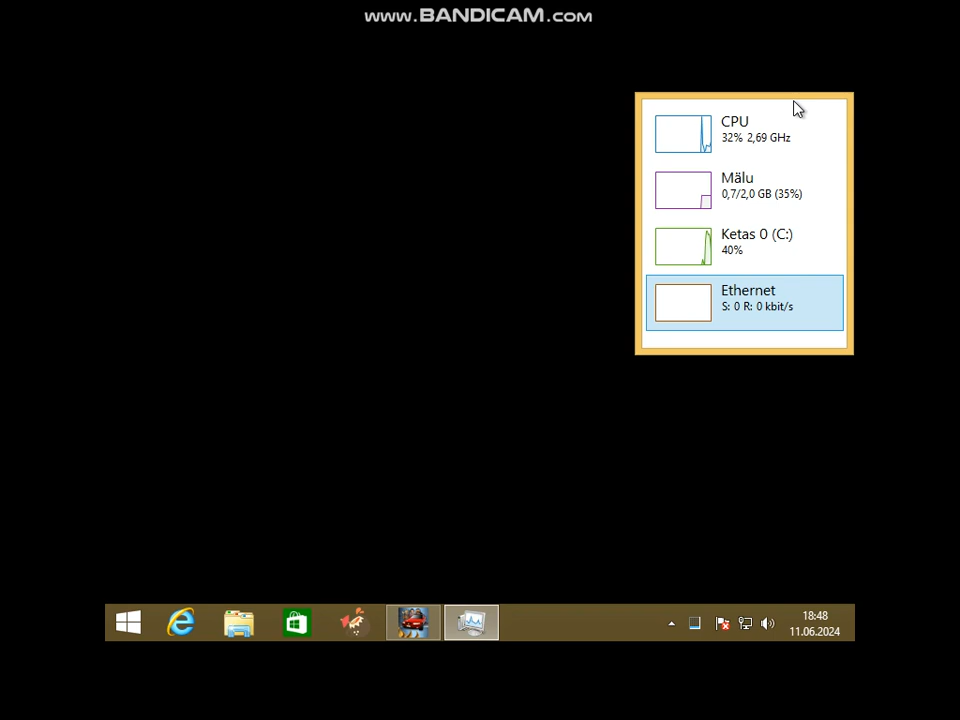 www.BANDICAM.com
CPU
32% 2,69 GHz
Mälu
0,7/2,0 GB (35%)
Ketas 0 (C:)
40%
Ethernet
S: 0 R: 0 kbit/s
18:48
11.06.2024